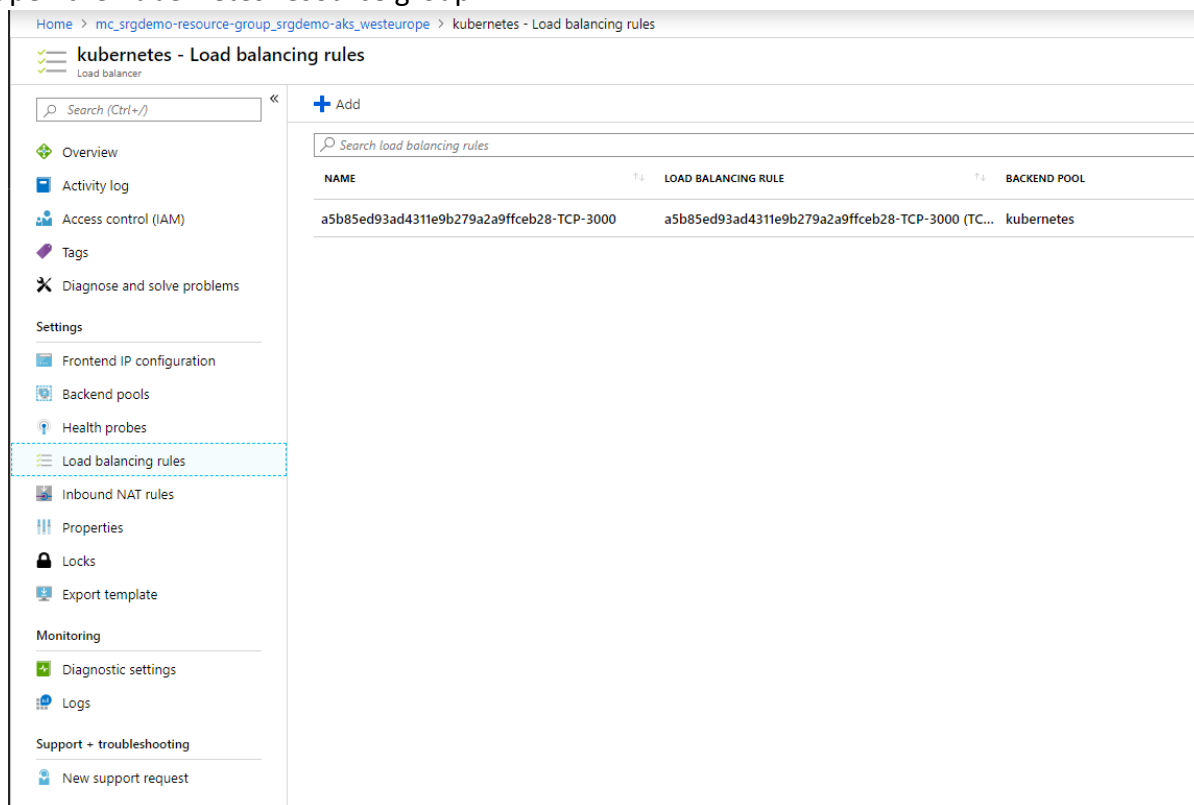 Home > mc_srgdemo-resource-group_srgdemo-aks_westeurope > kubernetes - Load balancing rules
kubernetes - Load balancing rules
Load balancer
Search (Ctrl+/)
«
Add
Search load balancing rules
NAME ↑↓ LOAD BALANCING RULE ↑↓ BACKEND POOL
a5b85ed93ad4311e9b279a2a9ffceb28-TCP-3000 a5b85ed93ad4311e9b279a2a9ffceb28-TCP-3000 (TC... kubernetes
Overview
Activity log
Access control (IAM)
Tags
Diagnose and solve problems
Settings
Frontend IP configuration
Backend pools
Health probes
Load balancing rules
Inbound NAT rules
Properties
Locks
Export template
Monitoring
Diagnostic settings
Logs
Support + troubleshooting
New support request